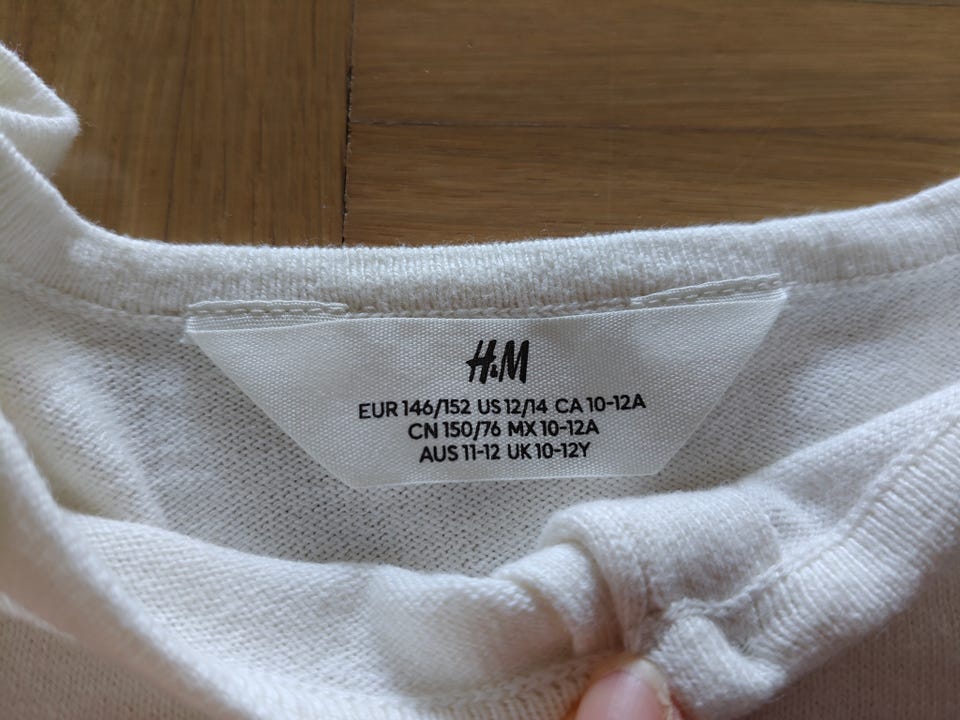 H&M
EUR 146/152 US 12/14 CA 10-12A
CN 150/76 MX 10-12A
AUS 11-12 UK 10-12Y